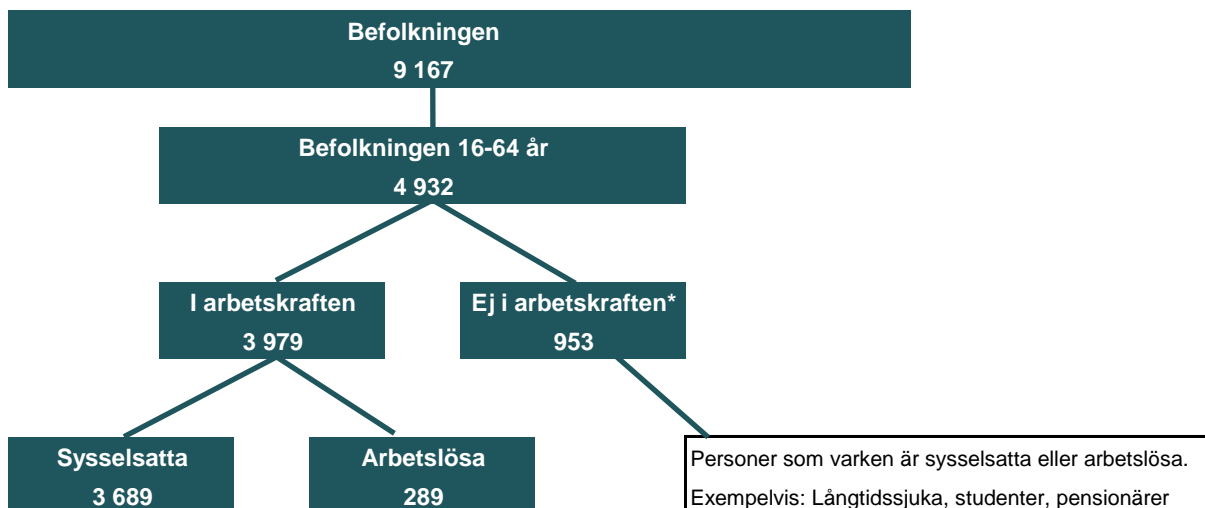 Befolkningen
9 167
Befolkningen 16-64 år
4 932
I arbetskraften
3 979
Ej i arbetskraften*
953
Sysselsatta
3 689
Arbetslösa
289
Personer som varken är sysselsatta eller arbetslösa.
Exempelvis: Långtidssjuka, studenter, pensionärer